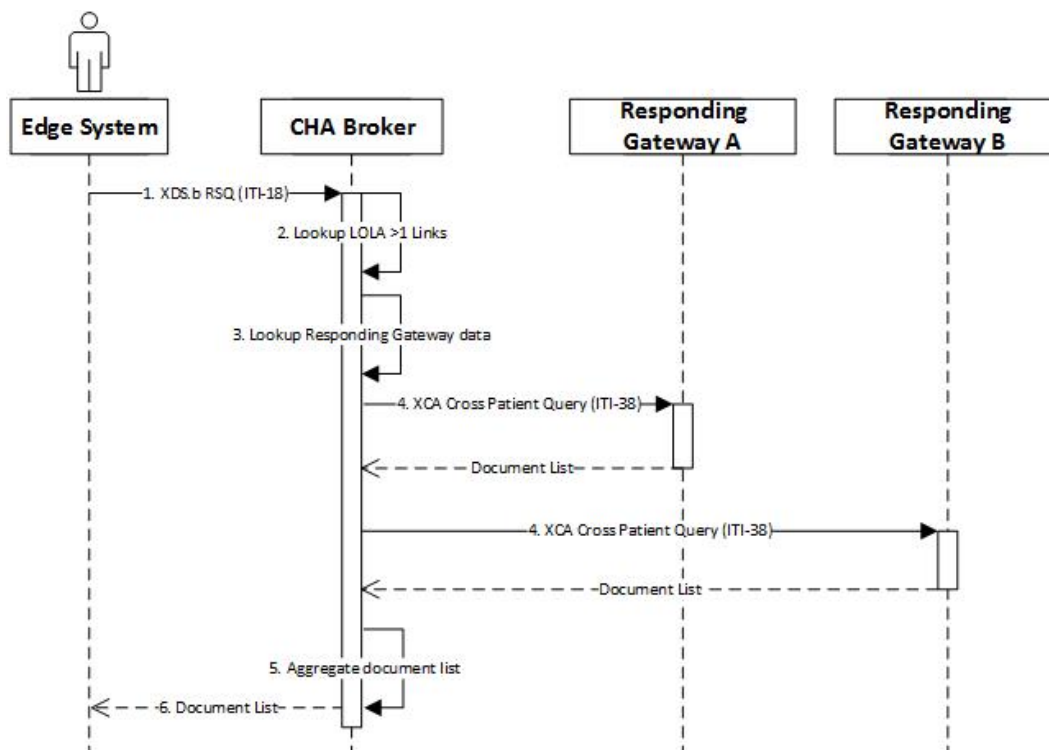 Edge System
CHA Broker
Responding
Gateway A
Responding
Gateway B
1. XDS.b RSQ (ITI-18)
2. Lookup LOLA >1 Links
3. Lookup Responding Gateway data
4. XCA Cross Patient Query (ITI-38)
Document List
4. XCA Cross Patient Query (ITI-38)
Document List
5. Aggregate document list
6. Document List